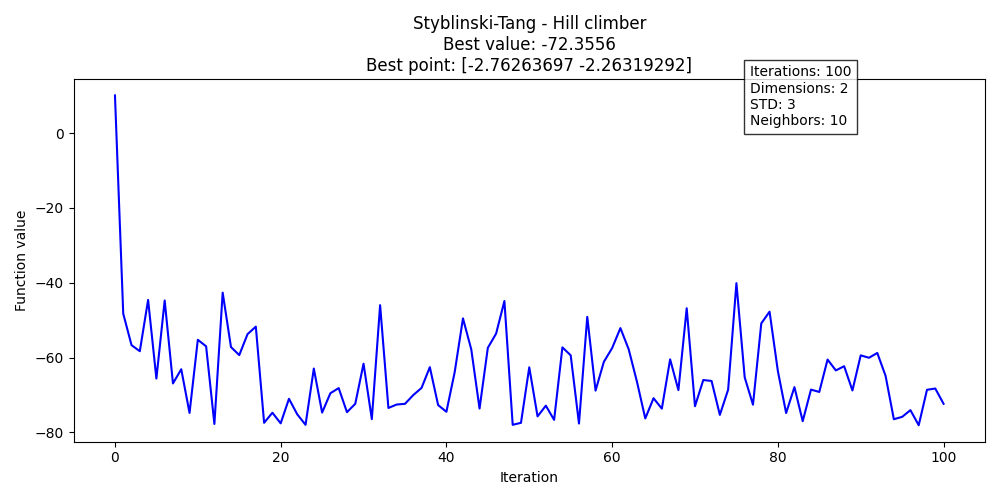 Styblinski-Tang - Hill climber
Best value: -72.3556
Best point: [-2.76263697 -2.26319292]
Iterations: 100
Dimensions: 2
STD: 3
Neighbors: 10
Function value
0
−20
−40
−60
−80
0
20
40
60
80
100
Iteration